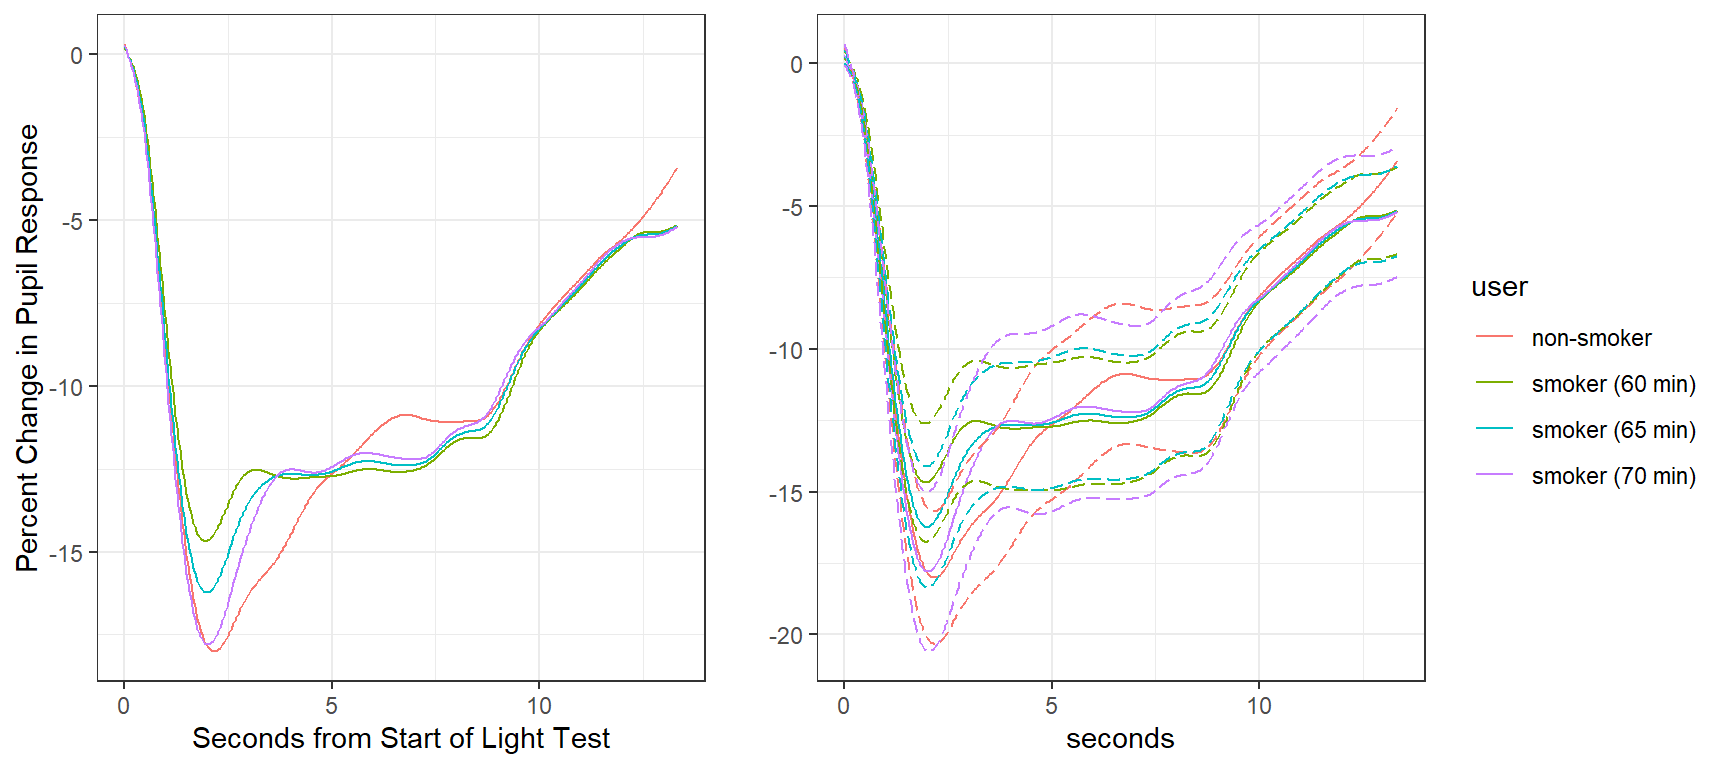 0
-5
-10
-15
0
5
10
Percent Change in Pupil Response
Seconds from Start of Light Test
0
-5
-10
-15
-20
0
5
10
seconds
user
non-smoker
smoker (60 min)
smoker (65 min)
smoker (70 min)